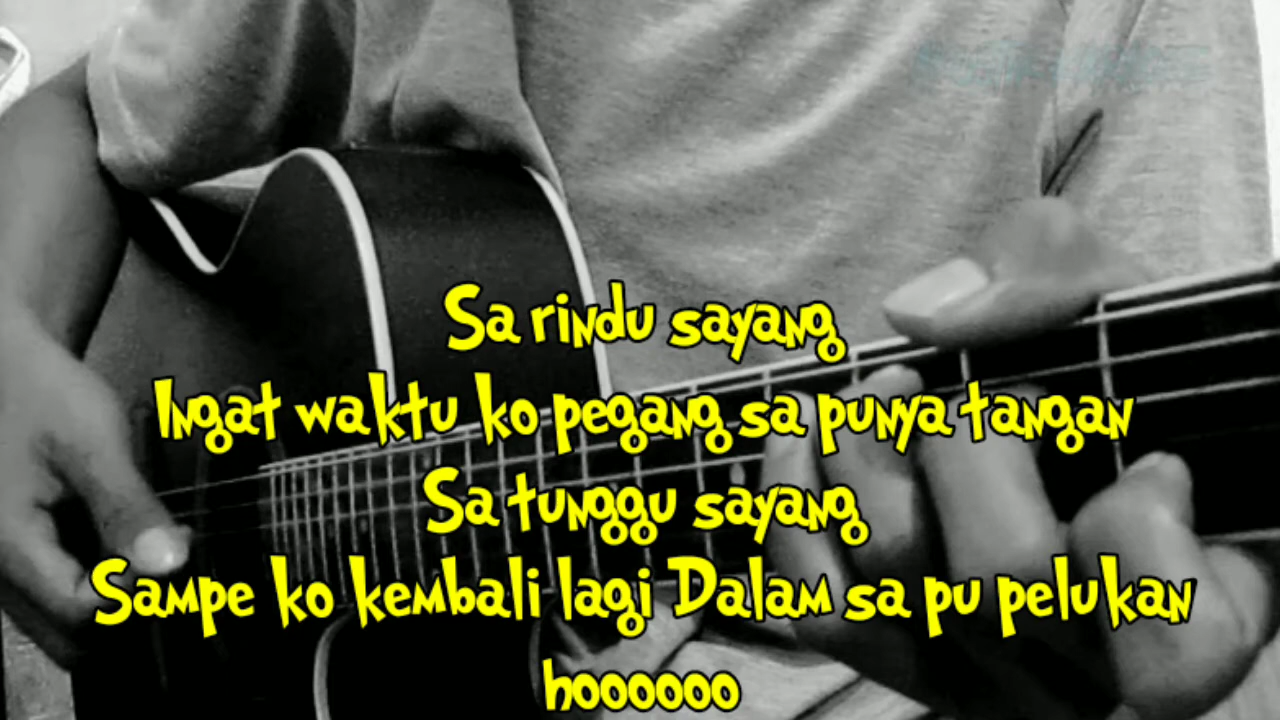 Sa rindu sayang
Ingat waktu ko pegang sa punya tangan
Sa tunggu sayang
Sampe ko kembali lagi Dalam sa pu pelukan
hoooooo